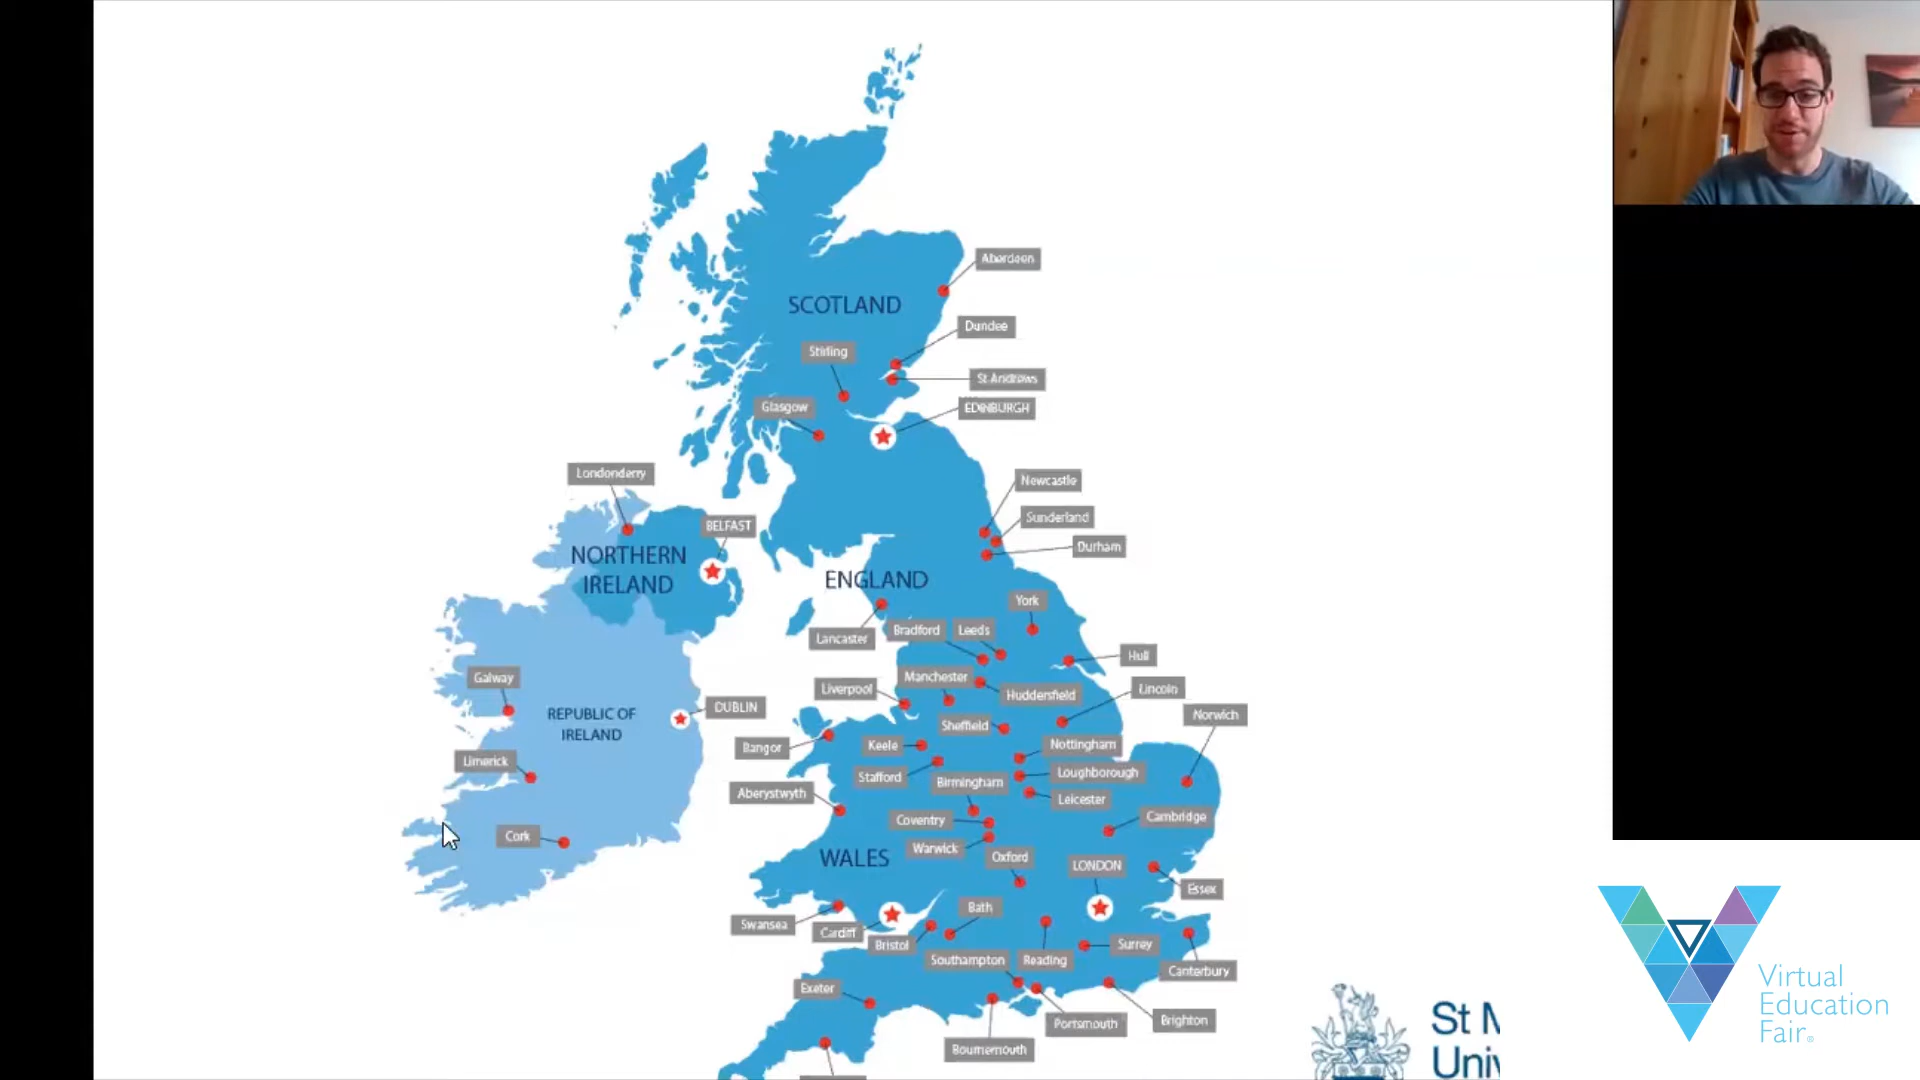 Aberdeen
SCOTLAND
Dundee
Stirling
St Andrews
Glasgow
EDINBURGH
Londonderry
Newcastle
Sunderland
BELFAST
Durham
NORTHERN
IRELAND
ENGLAND
York
Lancaster
Bradford
Leeds
Hull
Galway
Manchester
Liverpool
Huddersfield
Lincoln
DUBLIN
REPUBLIC OF
IRELAND
Norwich
Sheffield
Bangor
Keele
Nottingham
Limerick
Stafford
Birmingham
Loughborough
Aberystwyth
Leicester
Cork
Coventry
Cambridge
Warwick
WALES
Oxford
LONDON
Essex
Swansea
Cardiff
Bath
Bristol
Surrey
Southampton
Reading
Canterbury
Exeter
Portsmouth
Brighton
Bournemouth
St M
Univ
Virtual
Education
Fair®